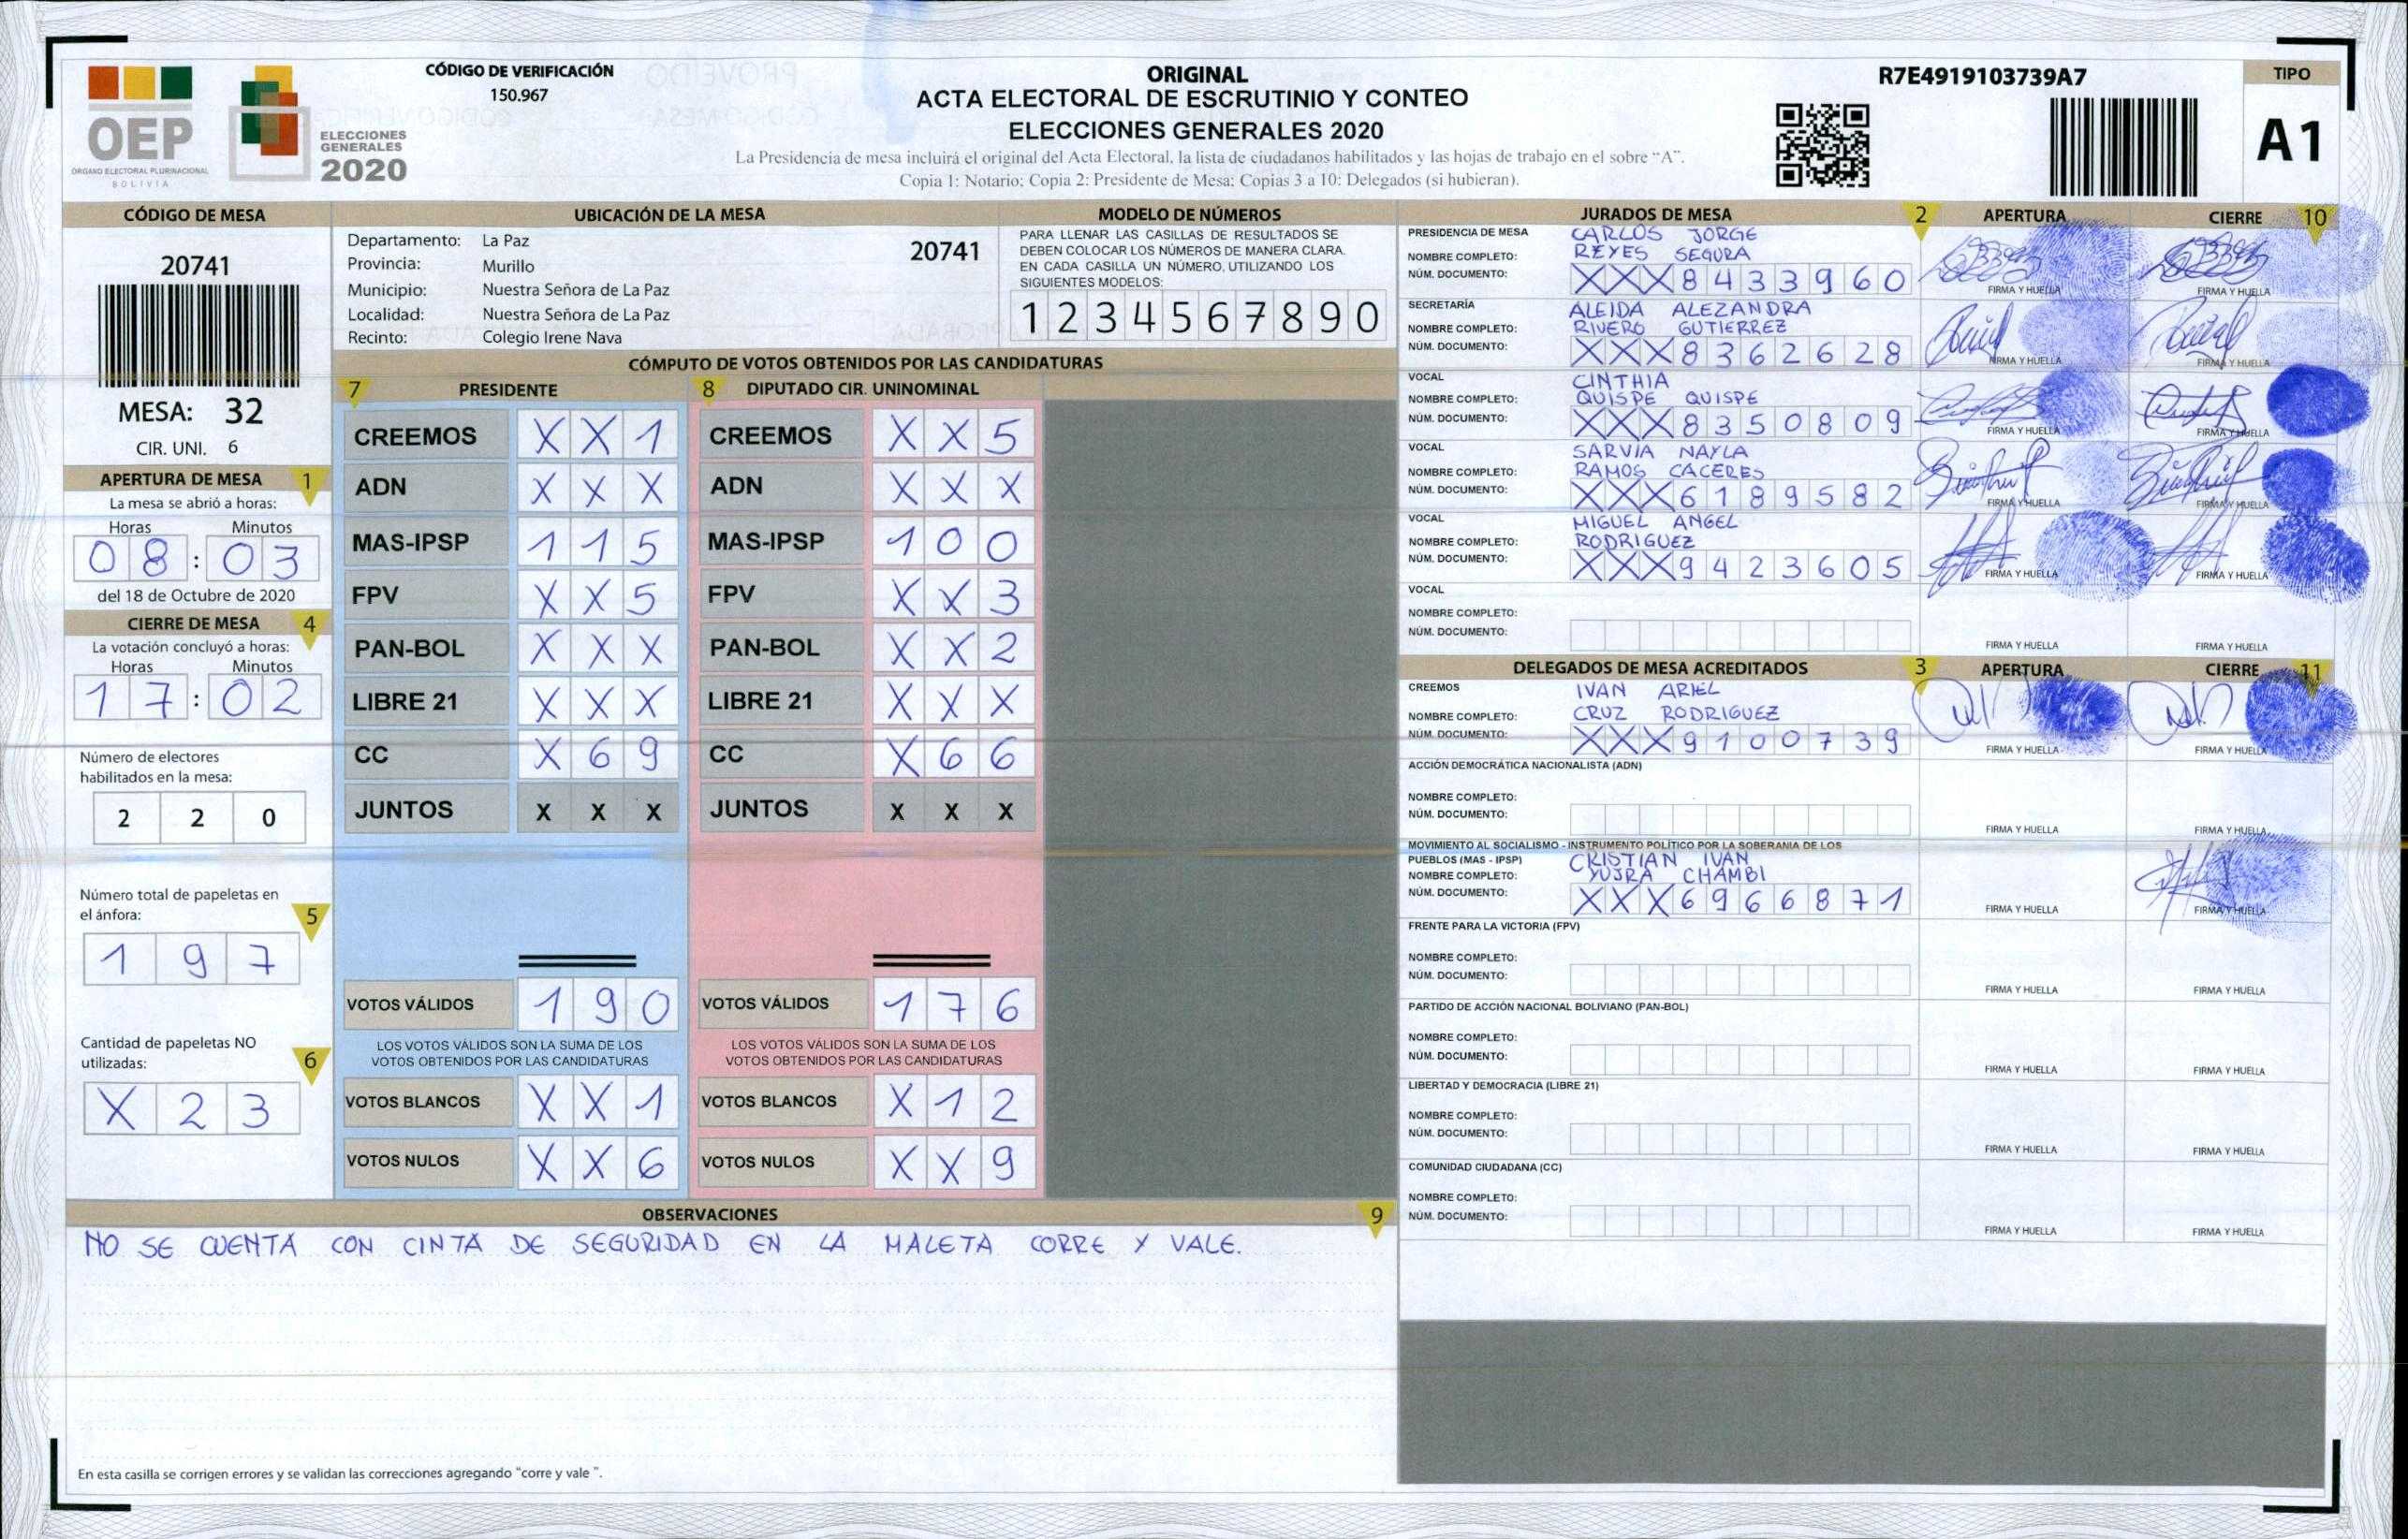 OEP
ORGANO ELECTORAL PLURINACIONAL
BOLIVIA
ELECCIONES
GENERALES
2020
CÓDIGO DE VERIFICACIÓN
150.967
ORIGINAL
ACTA ELECTORAL DE ESCRUTINIO Y CONTEO
ELECCIONES GENERALES 2020
La Presidencia de mesa incluirá el original del Acta Electoral, la lista de ciudadanos habilitados y las hojas de trabajo en el sobre "A".
Copia 1: Notario: Copia 2: Presidente de Mesa: Copias 3 a 10: Delegados (si hubieran).
R7E4919103739A7
TIPO
A1
CÓDIGO DE MESA
20741
MESA: 32
CIR. UNI. 6
APERTURA DE MESA 1
La mesa se abrió a horas:
Horas Minutos
08:03
del 18 de Octubre de 2020
CIERRE DE MESA 4
La votación concluyó a horas:
Horas Minutos
17:02
Número de electores
habilitados en la mesa:
2 2 0
Número total de papeletas en
el ánfora: 5
1 9 7
Cantidad de papeletas NO
utilizadas: 6
X 2 3
UBICACIÓN DE LA MESA
Departamento: La Paz 20741
Provincia: Murillo
Municipio: Nuestra Señora de La Paz
Localidad: Nuestra Señora de La Paz
Recinto: Colegio Irene Nava
MODELO DE NÚMEROS
PARA LLENAR LAS CASILLAS DE RESULTADOS SE
DEBEN COLOCAR LOS NÚMEROS DE MANERA CLARA.
EN CADA CASILLA UN NÚMERO, UTILIZANDO LOS
SIGUIENTES MODELOS:
1 2 3 4 5 6 7 8 9 0
CÓMPUTO DE VOTOS OBTENIDOS POR LAS CANDIDATURAS
7 PRESIDENTE 8 DIPUTADO CIR. UNINOMINAL
CREEMOS X X 1 CREEMOS X X 5
ADN X X X ADN X X X
MAS-IPSP 1 1 5 MAS-IPSP 1 0 0
FPV X X 5 FPV X X 3
PAN-BOL X X X PAN-BOL X X 2
LIBRE 21 X X X LIBRE 21 X X X
CC X 6 9 CC X 6 6
JUNTOS X X X JUNTOS X X X
VOTOS VÁLIDOS 1 9 0 VOTOS VÁLIDOS 1 7 6
LOS VOTOS VÁLIDOS SON LA SUMA DE LOS LOS VOTOS VÁLIDOS SON LA SUMA DE LOS
VOTOS OBTENIDOS POR LAS CANDIDATURAS VOTOS OBTENIDOS POR LAS CANDIDATURAS
VOTOS BLANCOS X X 1 VOTOS BLANCOS X 1 2
VOTOS NULOS X X 6 VOTOS NULOS X X 9
OBSERVACIONES 9
NO SE CUENTA CON CINTA DE SEGURIDAD EN LA MALETA CORRE Y VALE.
En esta casilla se corrigen errores y se validan las correcciones agregando "corre y vale ".
JURADOS DE MESA 2 APERTURA CIERRE 10
PRESIDENCIA DE MESA CARLOS JORGE
NOMBRE COMPLETO: REYES SEGURA
NÚM. DOCUMENTO: XXX8433960 FIRMA Y HUELLA FIRMA Y HUELLA
SECRETARÍA ALEIDA ALEZANDRA
NOMBRE COMPLETO: RIVERO GUTIERREZ
NÚM. DOCUMENTO: XXX8362628 FIRMA Y HUELLA FIRMA Y HUELLA
VOCAL CINTHIA
NOMBRE COMPLETO: QUISPE QUISPE
NÚM. DOCUMENTO: XXX8350809 FIRMA Y HUELLA FIRMA Y HUELLA
VOCAL SARVIA NAYLA
NOMBRE COMPLETO: RAMOS CACERES
NÚM. DOCUMENTO: XXX6189582 FIRMA Y HUELLA FIRMA Y HUELLA
VOCAL MIGUEL ANGEL
NOMBRE COMPLETO: RODRIGUEZ
NÚM. DOCUMENTO: XXX9423605 FIRMA Y HUELLA FIRMA Y HUELLA
VOCAL
NOMBRE COMPLETO:
NÚM. DOCUMENTO: FIRMA Y HUELLA FIRMA Y HUELLA
DELEGADOS DE MESA ACREDITADOS 3 APERTURA CIERRE 11
CREEMOS IVAN ARIEL
NOMBRE COMPLETO: CRUZ RODRIGUEZ
NÚM. DOCUMENTO: XXX9100739 FIRMA Y HUELLA FIRMA Y HUELLA
ACCIÓN DEMOCRÁTICA NACIONALISTA (ADN)
NOMBRE COMPLETO:
NÚM. DOCUMENTO: FIRMA Y HUELLA FIRMA Y HUELLA
MOVIMIENTO AL SOCIALISMO - INSTRUMENTO POLÍTICO POR LA SOBERANIA DE LOS
PUEBLOS (MAS - IPSP) CRISTIAN IVAN
NOMBRE COMPLETO: YUJRA CHAMBI
NÚM. DOCUMENTO: XXX6966871 FIRMA Y HUELLA FIRMA Y HUELLA
FRENTE PARA LA VICTORIA (FPV)
NOMBRE COMPLETO:
NÚM. DOCUMENTO: FIRMA Y HUELLA FIRMA Y HUELLA
PARTIDO DE ACCIÓN NACIONAL BOLIVIANO (PAN-BOL)
NOMBRE COMPLETO:
NÚM. DOCUMENTO: FIRMA Y HUELLA FIRMA Y HUELLA
LIBERTAD Y DEMOCRACIA (LIBRE 21)
NOMBRE COMPLETO:
NÚM. DOCUMENTO: FIRMA Y HUELLA FIRMA Y HUELLA
COMUNIDAD CIUDADANA (CC)
NOMBRE COMPLETO:
NÚM. DOCUMENTO: FIRMA Y HUELLA FIRMA Y HUELLA